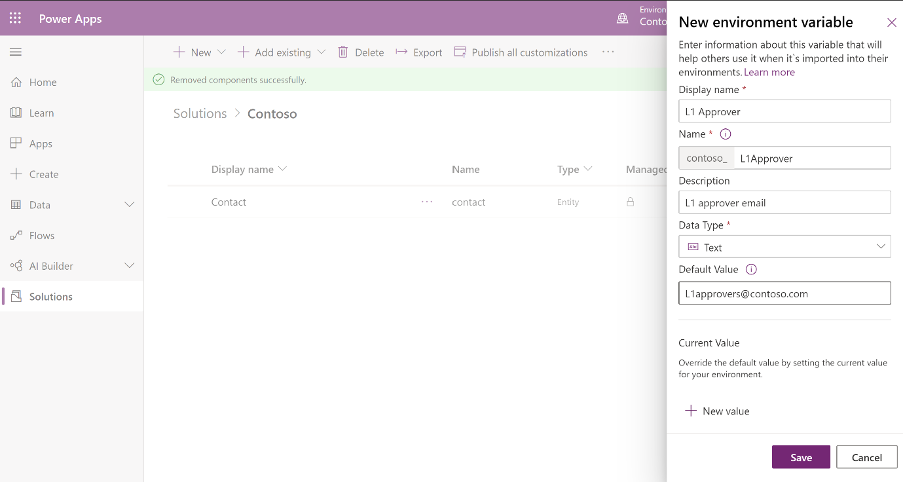 Power Apps
Environ
Conto
New
Add existing
Delete
Export
Publish all customizations
Removed components successfully.
Home
Learn
Apps
Create
Data
Flows
AI Builder
Solutions
Solutions > Contoso
Display name
Name
Type
Managed
Contact
contact
Entity
New environment variable
Enter information about this variable that will
help others use it when it`s imported into their
environments. Learn more
Display name *
L1 Approver
Name *
contoso_ L1Approver
Description
L1 approver email
Data Type *
Text
Default Value
L1approvers@contoso.com
Current Value
Override the default value by setting the current value
for your environment.
New value
Save
Cancel